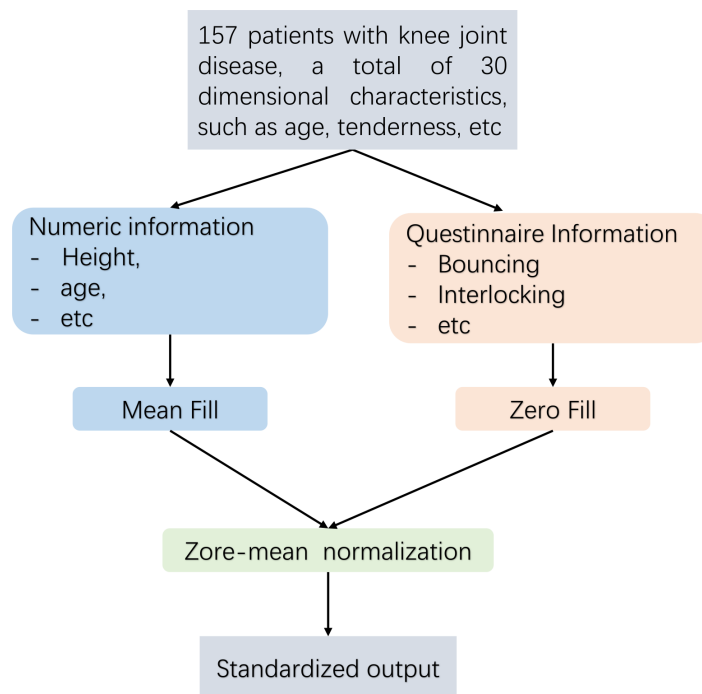 157 patients with knee joint
disease, a total of 30
dimensional characteristics,
such as age, tenderness, etc
Numeric information
- Height,
- age,
- etc
Questinnaire Information
- Bouncing
- Interlocking
- etc
Mean Fill
Zero Fill
Zore-mean normalization
Standardized output